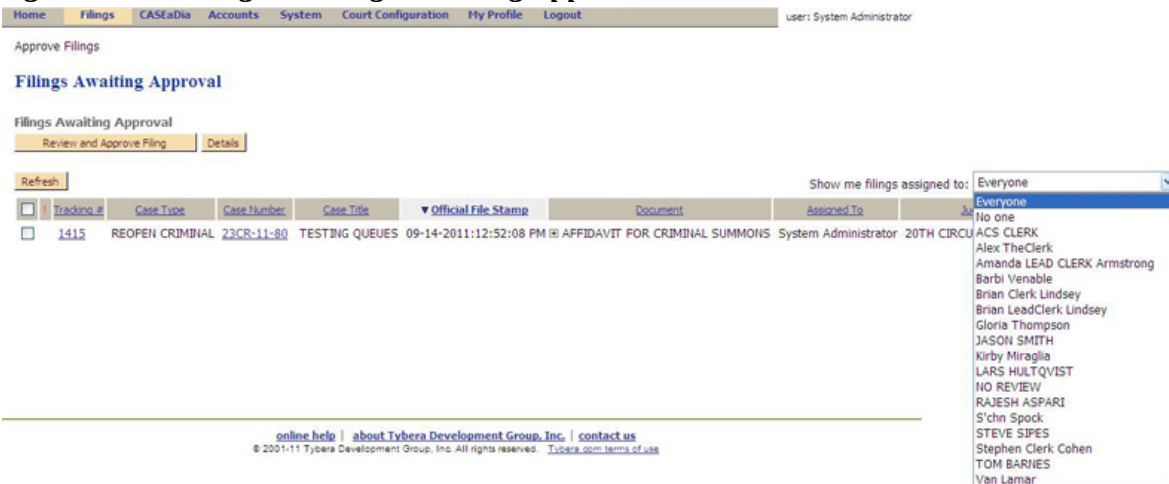 Home Filings CASEaDia Accounts System Court Configuration My Profile Logout user: System Administrator
Approve Filings
Filings Awaiting Approval
Filings Awaiting Approval
Review and Approve Filing Details
Refresh Show me filings assigned to: Everyone
! Tracking # Case Type Case Number Case Title ▼ Official File Stamp Document Assigned To
1415 REOPEN CRIMINAL 23CR-11-80 TESTING QUEUES 09-14-2011:12:52:08 PM AFFIDAVIT FOR CRIMINAL SUMMONS System Administrator 20TH CIRCU
Everyone
No one
ACS CLERK
Alex TheClerk
Amanda LEAD CLERK Armstrong
Barbi Venable
Brian Clerk Lindsey
Brian LeadClerk Lindsey
Gloria Thompson
JASON SMITH
Kirby Miraglia
LARS HULTQVIST
NO REVIEW
RAJESH ASPARI
S'chn Spock
STEVE SIPES
Stephen Clerk Cohen
TOM BARNES
Van Lamar
online help | about Tybera Development Group, Inc. | contact us
© 2001-11 Tybera Development Group, Inc. All rights reserved. Tybera.com terms of use